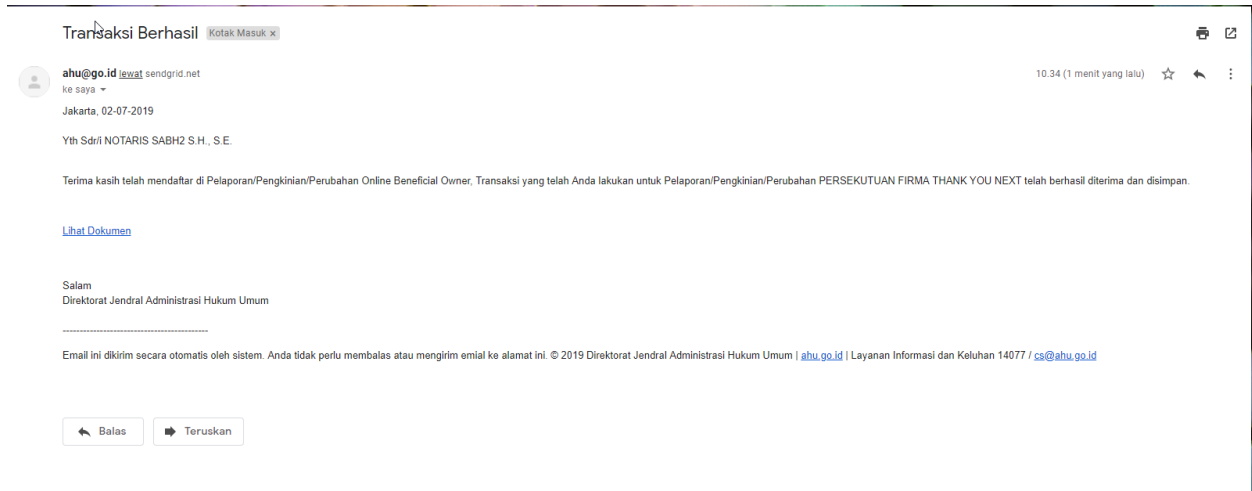 Transaksi Berhasil Kotak Masuk x
ahu@go.id lewat sendgrid.net 10.34 (1 menit yang lalu)
ke saya
Jakarta, 02-07-2019
Yth Sdr/i NOTARIS SABH2 S.H., S.E.
Terima kasih telah mendaftar di Pelaporan/Pengkinian/Perubahan Online Beneficial Owner, Transaksi yang telah Anda lakukan untuk Pelaporan/Pengkinian/Perubahan PERSEKUTUAN FIRMA THANK YOU NEXT telah berhasil diterima dan disimpan.
Lihat Dokumen
Salam
Direktorat Jendral Administrasi Hukum Umum
-------------------------------------------
Email ini dikirim secara otomatis oleh sistem. Anda tidak perlu membalas atau mengirim emial ke alamat ini. © 2019 Direktorat Jendral Administrasi Hukum Umum | ahu.go.id | Layanan Informasi dan Keluhan 14077 / cs@ahu.go.id
Balas Teruskan